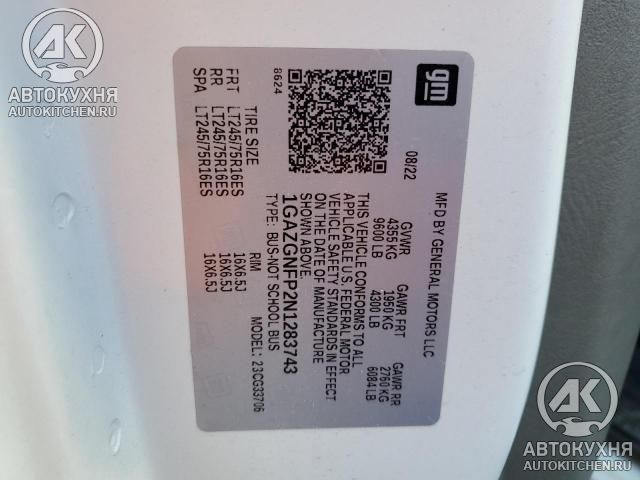 gm
MFD BY GENERAL MOTORS LLC
08/22
GVWR GAWR FRT GAWR RR
4355 KG 1950 KG 2760 KG
9600 LB 4300 LB 6084 LB
THIS VEHICLE CONFORMS TO ALL
APPLICABLE U.S. FEDERAL MOTOR
VEHICLE SAFETY STANDARDS IN EFFECT
ON THE DATE OF MANUFACTURE
SHOWN ABOVE.
1GAZGNFP2N1283743
TYPE: BUS-NOT SCHOOL BUS MODEL: 23CG33706
8624
TIRE SIZE RIM
FRT LT245/75R16ES 16X6.5J
RR LT245/75R16ES 16X6.5J
SPA LT245/75R16ES 16X6.5J
АВТОКУХНЯ
AUTOKITCHEN.RU
АВТОКУХНЯ
AUTOKITCHEN.RU